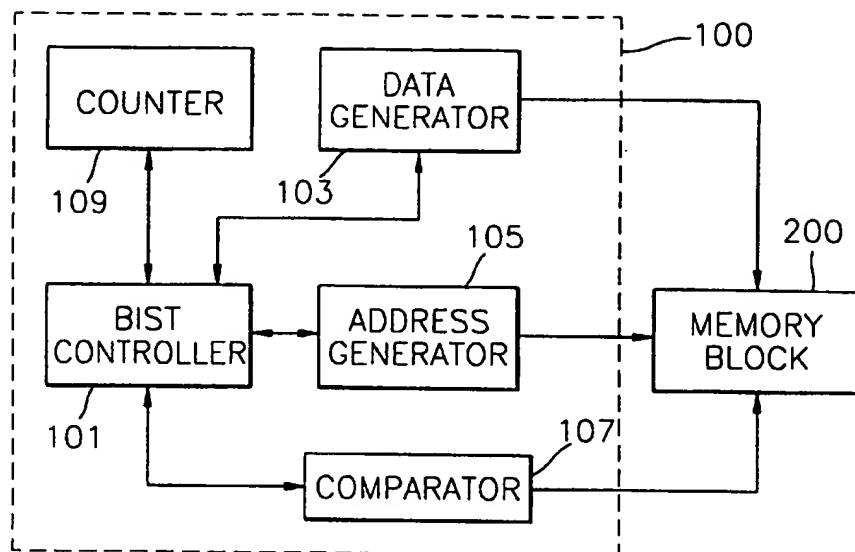 100
COUNTER
DATA
GENERATOR
109
103
105
200
BIST
CONTROLLER
ADDRESS
GENERATOR
MEMORY
BLOCK
101
107
COMPARATOR